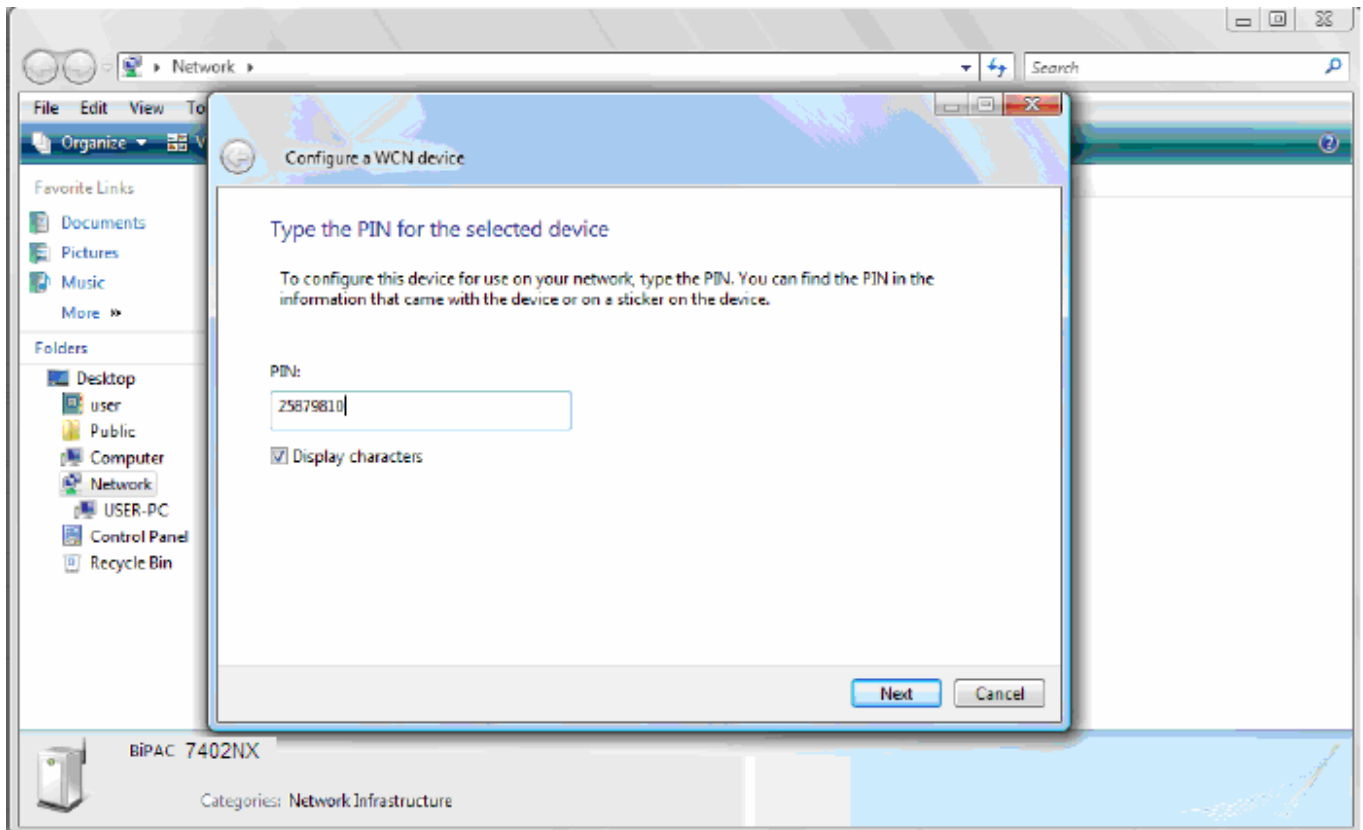 Network
Search
File Edit View To
Organize V
Configure a WCN device
Favorite Links
Documents
Pictures
Music
More »
Folders
Desktop
user
Public
Computer
Network
USER-PC
Control Panel
Recycle Bin
Type the PIN for the selected device
To configure this device for use on your network, type the PIN. You can find the PIN in the
information that came with the device or on a sticker on the device.
PIN:
25879810
Display characters
Next Cancel
BiPAC 7402NX
Categories: Network Infrastructure